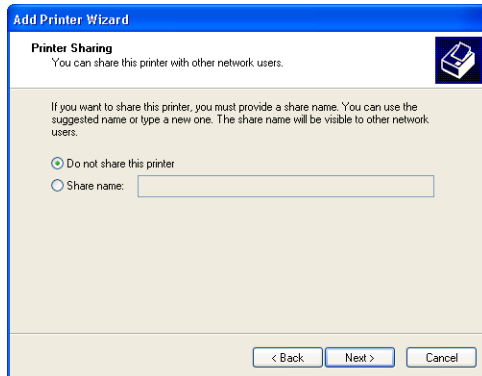 Add Printer Wizard
Printer Sharing
You can share this printer with other network users.
If you want to share this printer, you must provide a share name. You can use the
suggested name or type a new one. The share name will be visible to other network
users.
Do not share this printer
Share name:
< Back Next > Cancel